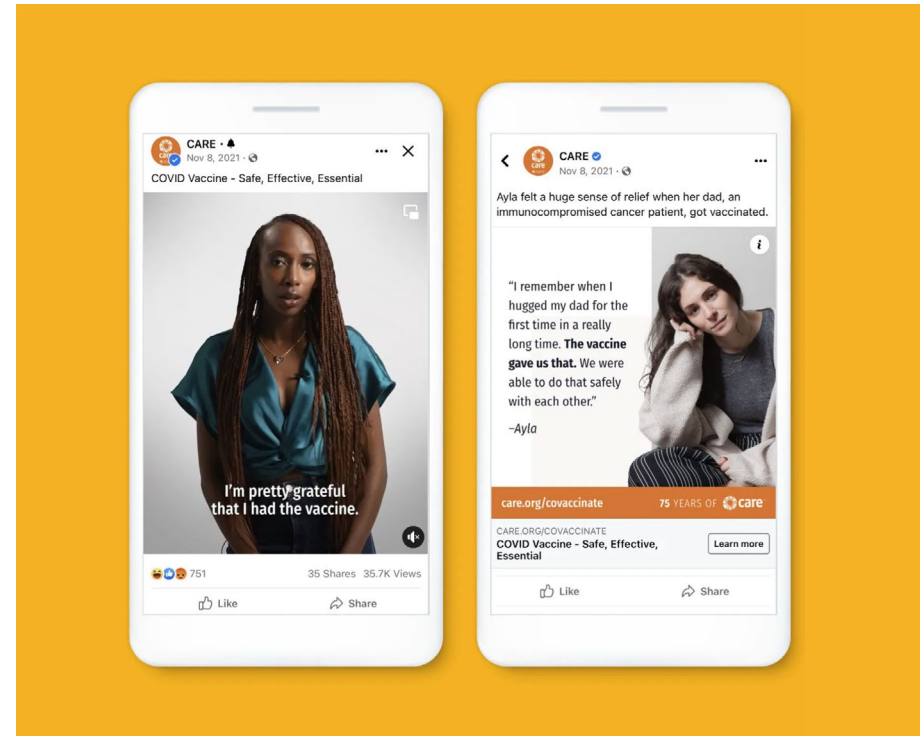 CARE ·
Nov 8, 2021 ·
COVID Vaccine - Safe, Effective, Essential
I'm pretty grateful
that I had the vaccine.
751
35 Shares 35.7K Views
Like
Share
CARE
Nov 8, 2021 ·
Ayla felt a huge sense of relief when her dad, an
immunocompromised cancer patient, got vaccinated.
“I remember when I
hugged my dad for the
first time in a really
long time. The vaccine
gave us that. We were
able to do that safely
with each other.”
–Ayla
care.org/covaccinate
75 YEARS OF care
CARE.ORG/COVACCINATE
COVID Vaccine - Safe, Effective,
Essential
Learn more
Like
Share